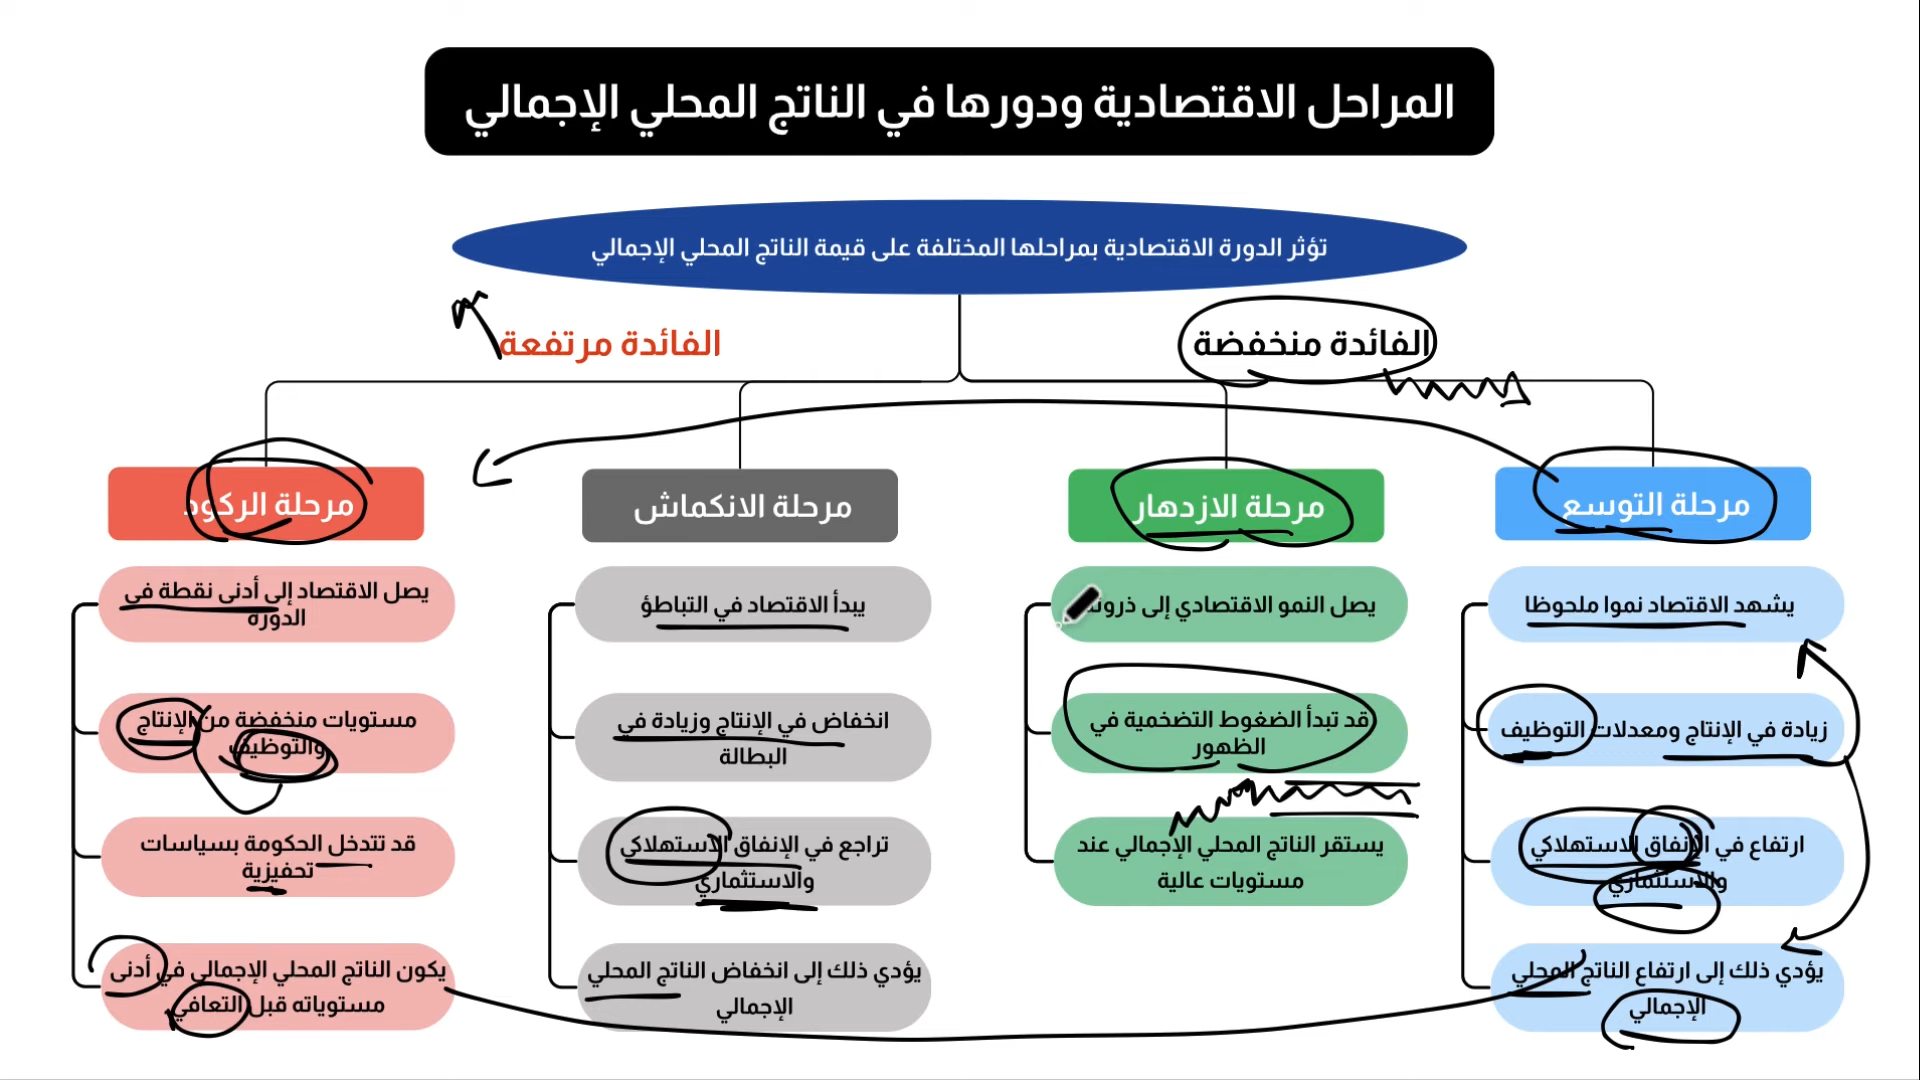 المراحل الاقتصادية ودورها في الناتج المحلي الإجمالي
تؤثر الدورة الاقتصادية بمراحلها المختلفة على قيمة الناتج المحلي الإجمالي
الفائدة منخفضة
الفائدة مرتفعة
مرحلة التوسع
يشهد الاقتصاد نموا ملحوظا
زيادة في الإنتاج ومعدلات التوظيف
ارتفاع في الإنفاق الاستهلاكي
والاستثماري
يؤدي ذلك إلى ارتفاع الناتج المحلي
الإجمالي
مرحلة الازدهار
يصل النمو الاقتصادي إلى ذروته
قد تبدأ الضغوط التضخمية في
الظهور
يستقر الناتج المحلي الإجمالي عند
مستويات عالية
مرحلة الانكماش
يبدأ الاقتصاد في التباطؤ
انخفاض في الإنتاج وزيادة في
البطالة
تراجع في الإنفاق الاستهلاكي
والاستثماري
يؤدي ذلك إلى انخفاض الناتج المحلي
الإجمالي
مرحلة الركود
يصل الاقتصاد إلى أدنى نقطة في
الدورة
مستويات منخفضة من الإنتاج
والتوظيف
قد تتدخل الحكومة بسياسات
تحفيزية
يكون الناتج المحلي الإجمالي في أدنى
مستوياته قبل التعافي